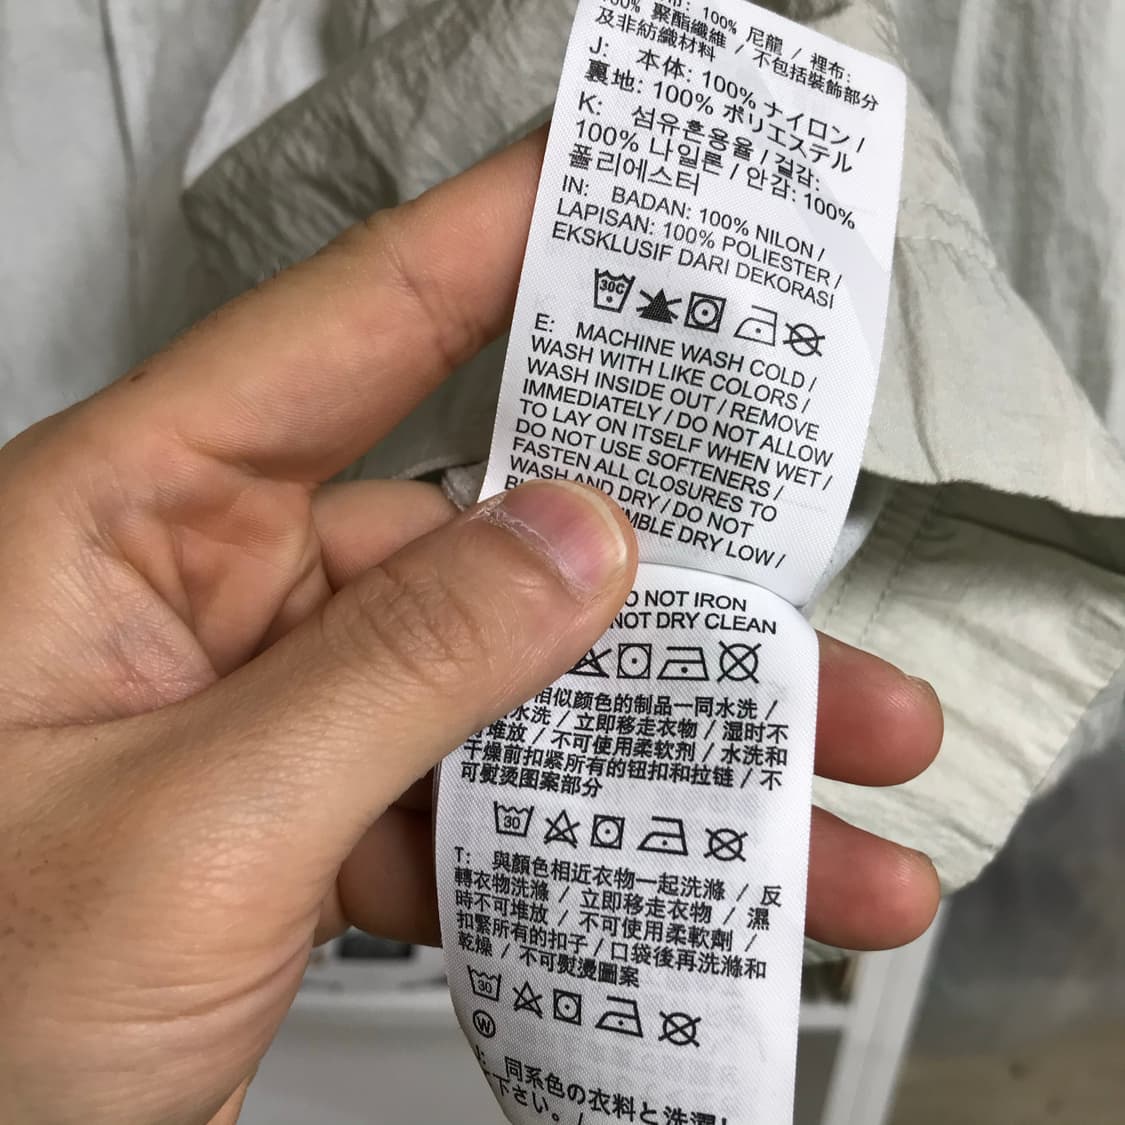 100% 尼龍 / 裡布:
100% 聚酯纖維 / 不包括裝飾部分
及非紡織材料
J: 本体: 100% ナイロン /
裏地: 100% ポリエステル
K: 섬유혼용율 / 겉감:
100% 나일론 / 안감: 100%
폴리에스터
IN: BADAN: 100% NILON /
LAPISAN: 100% POLIESTER /
EKSKLUSIF DARI DEKORASI
30C
E: MACHINE WASH COLD /
WASH WITH LIKE COLORS /
WASH INSIDE OUT / REMOVE
IMMEDIATELY / DO NOT ALLOW
TO LAY ON ITSELF WHEN WET /
DO NOT USE SOFTENERS /
FASTEN ALL CLOSURES TO
WASH AND DRY / DO NOT
DRY LOW /
NOT IRON
NOT DRY CLEAN
相似颜色的制品一同水洗 /
水洗 / 立即移走衣物 / 湿时不
堆放 / 不可使用柔软剂 / 水洗和
干燥前扣紧所有的钮扣和拉链 / 不
可熨烫图案部分
30
T: 與顏色相近衣物一起洗滌 / 反
轉衣物洗滌 / 立即移走衣物 / 濕
時不可堆放 / 不可使用柔軟劑 /
扣緊所有的扣子 / 口袋後再洗滌和
乾燥 / 不可熨燙圖案
30
W
J: 同系色の衣料と洗濯
下さい。 /